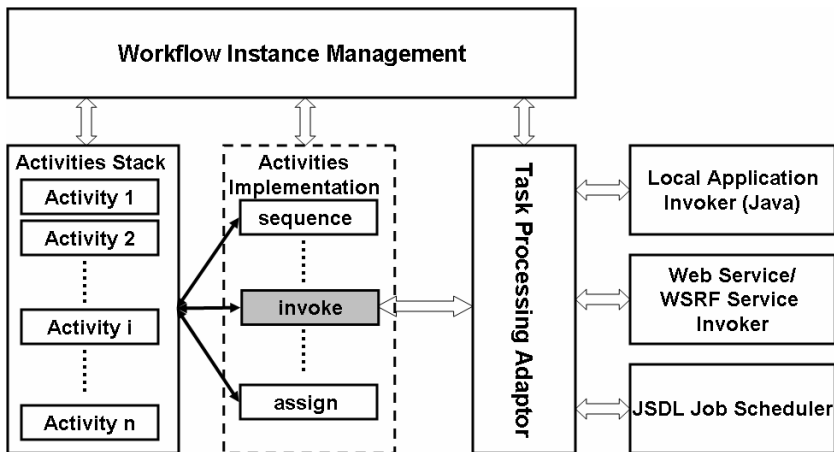 Workflow Instance Management
Activities Stack
Activity 1
Activity 2
Activity i
Activity n
Activities
Implementation
sequence
invoke
assign
Task Processing Adaptor
Local Application
Invoker (Java)
Web Service/
WSRF Service
Invoker
JSDL Job Scheduler